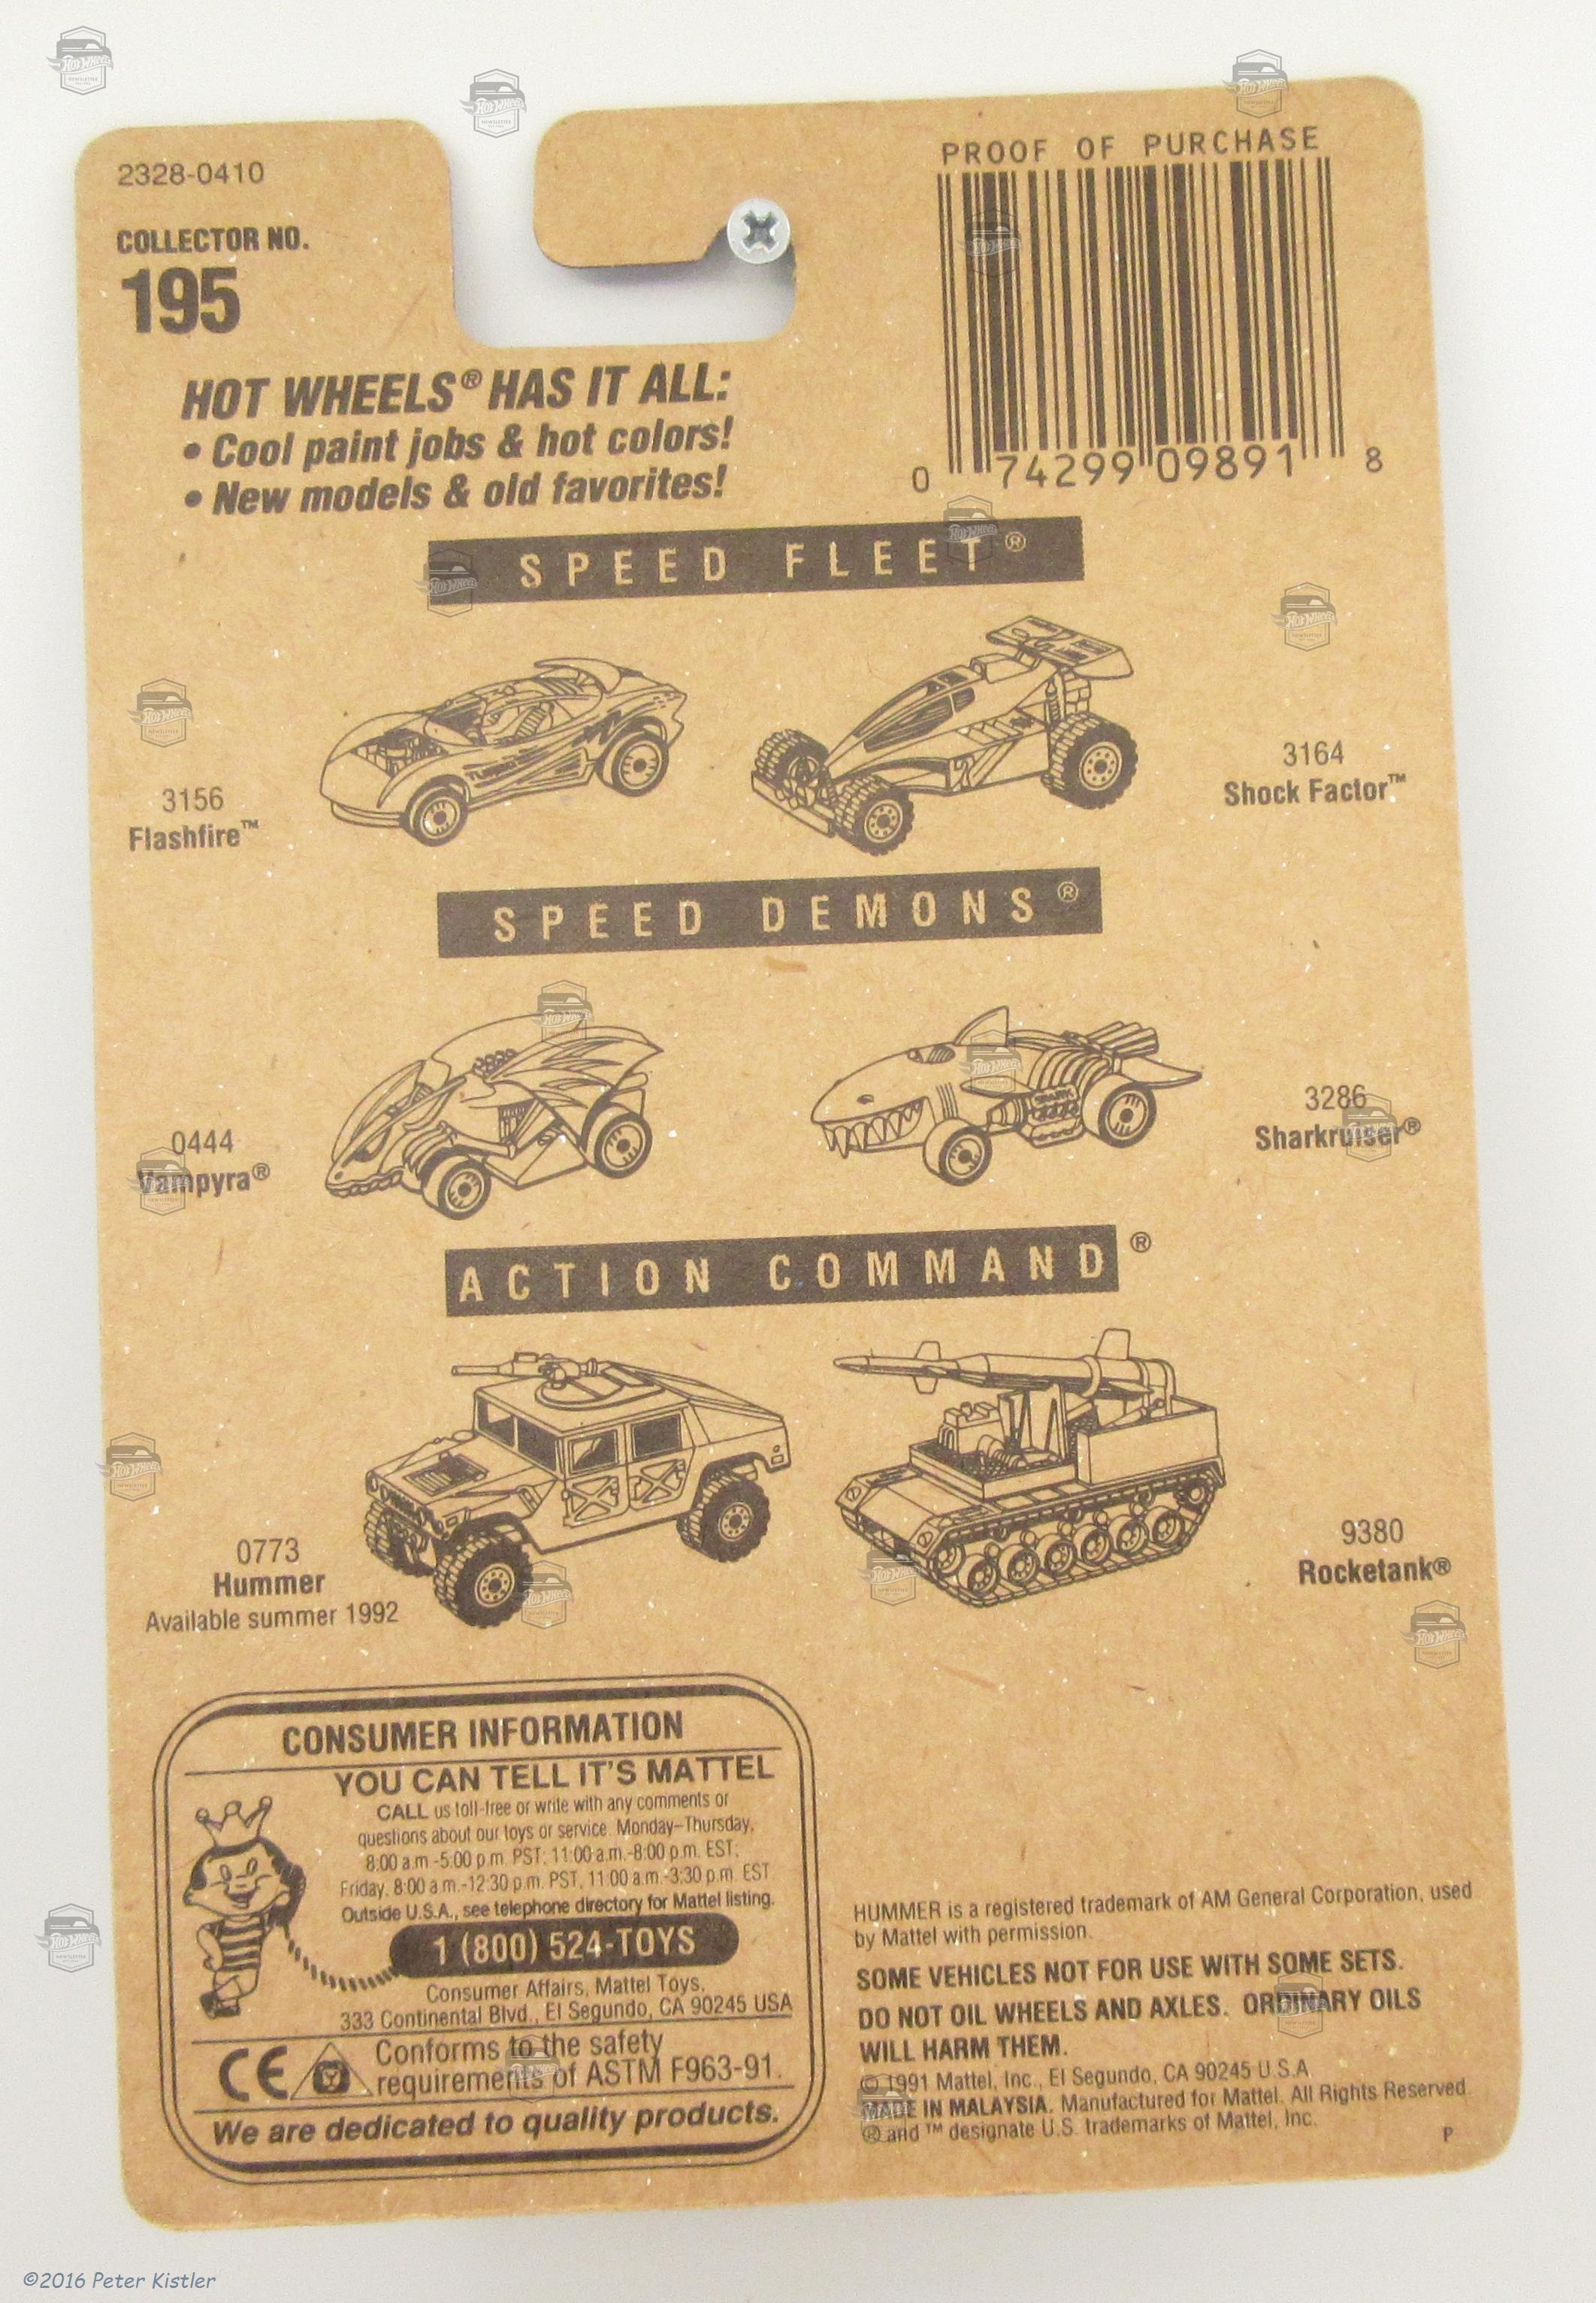 2328-0410
COLLECTOR NO.
195
PROOF OF PURCHASE
0 74299 09891 8
HOT WHEELS® HAS IT ALL:
• Cool paint jobs & hot colors!
• New models & old favorites!
SPEED FLEET®
3156
Flashfire™
3164
Shock Factor™
SPEED DEMONS®
0444
Vampyra®
3286
Sharkruiser®
ACTION COMMAND®
0773
Hummer
Available summer 1992
9380
Rocketank®
CONSUMER INFORMATION
YOU CAN TELL IT'S MATTEL
CALL us toll-free or write with any comments or
questions about our toys or service. Monday–Thursday,
8:00 a.m.-5:00 p.m. PST; 11:00 a.m.-8:00 p.m. EST;
Friday, 8:00 a.m.-12:30 p.m. PST, 11:00 a.m.-3:30 p.m. EST
Outside U.S.A., see telephone directory for Mattel listing.
1 (800) 524-TOYS
Consumer Affairs, Mattel Toys,
333 Continental Blvd., El Segundo, CA 90245 USA
CE
Conforms to the safety
requirements of ASTM F963-91.
We are dedicated to quality products.
HUMMER is a registered trademark of AM General Corporation, used
by Mattel with permission.
SOME VEHICLES NOT FOR USE WITH SOME SETS.
DO NOT OIL WHEELS AND AXLES. ORDINARY OILS
WILL HARM THEM.
© 1991 Mattel, Inc., El Segundo, CA 90245 U.S.A.
MADE IN MALAYSIA. Manufactured for Mattel. All Rights Reserved
® and ™ designate U.S. trademarks of Mattel, Inc.
P
©2016 Peter Kistler